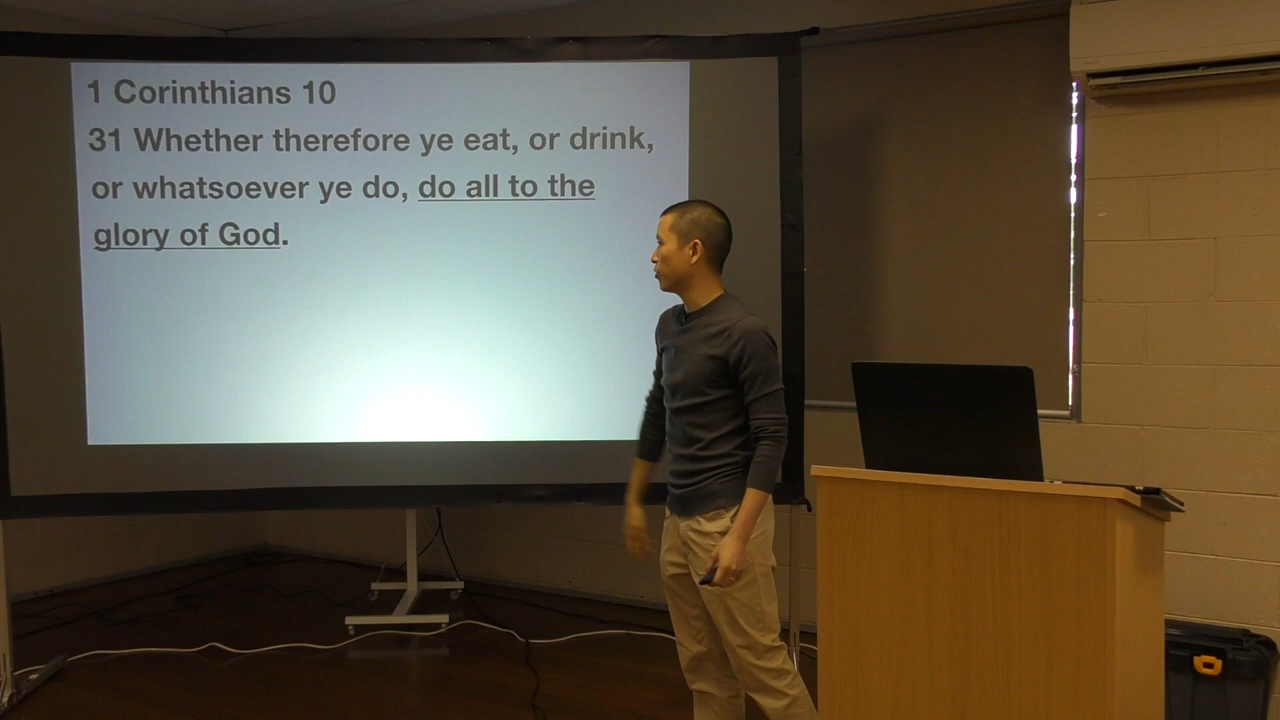 1 Corinthians 10
31 Whether therefore ye eat, or drink,
or whatsoever ye do, do all to the
glory of God.